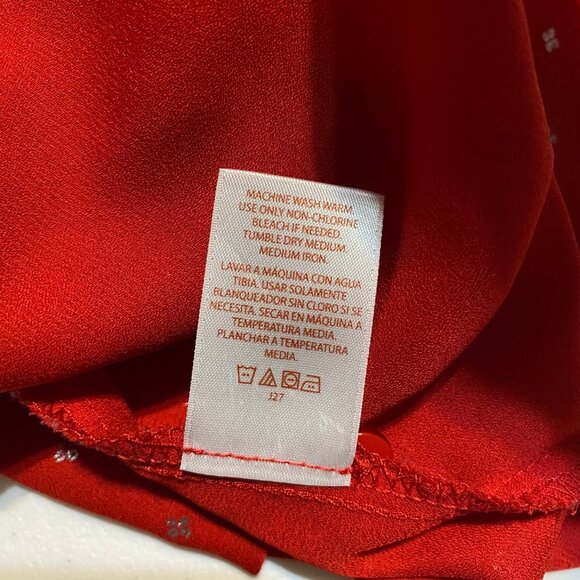 MACHINE WASH WARM.
USE ONLY NON-CHLORINE
BLEACH IF NEEDED.
TUMBLE DRY MEDIUM.
MEDIUM IRON.
LAVAR A MÁQUINA CON AGUA
TIBIA. USAR SOLAMENTE
BLANQUEADOR SIN CLORO SI SE
NECESITA. SECAR EN MÁQUINA A
TEMPERATURA MEDIA.
PLANCHAR A TEMPERATURA
MEDIA.
J27